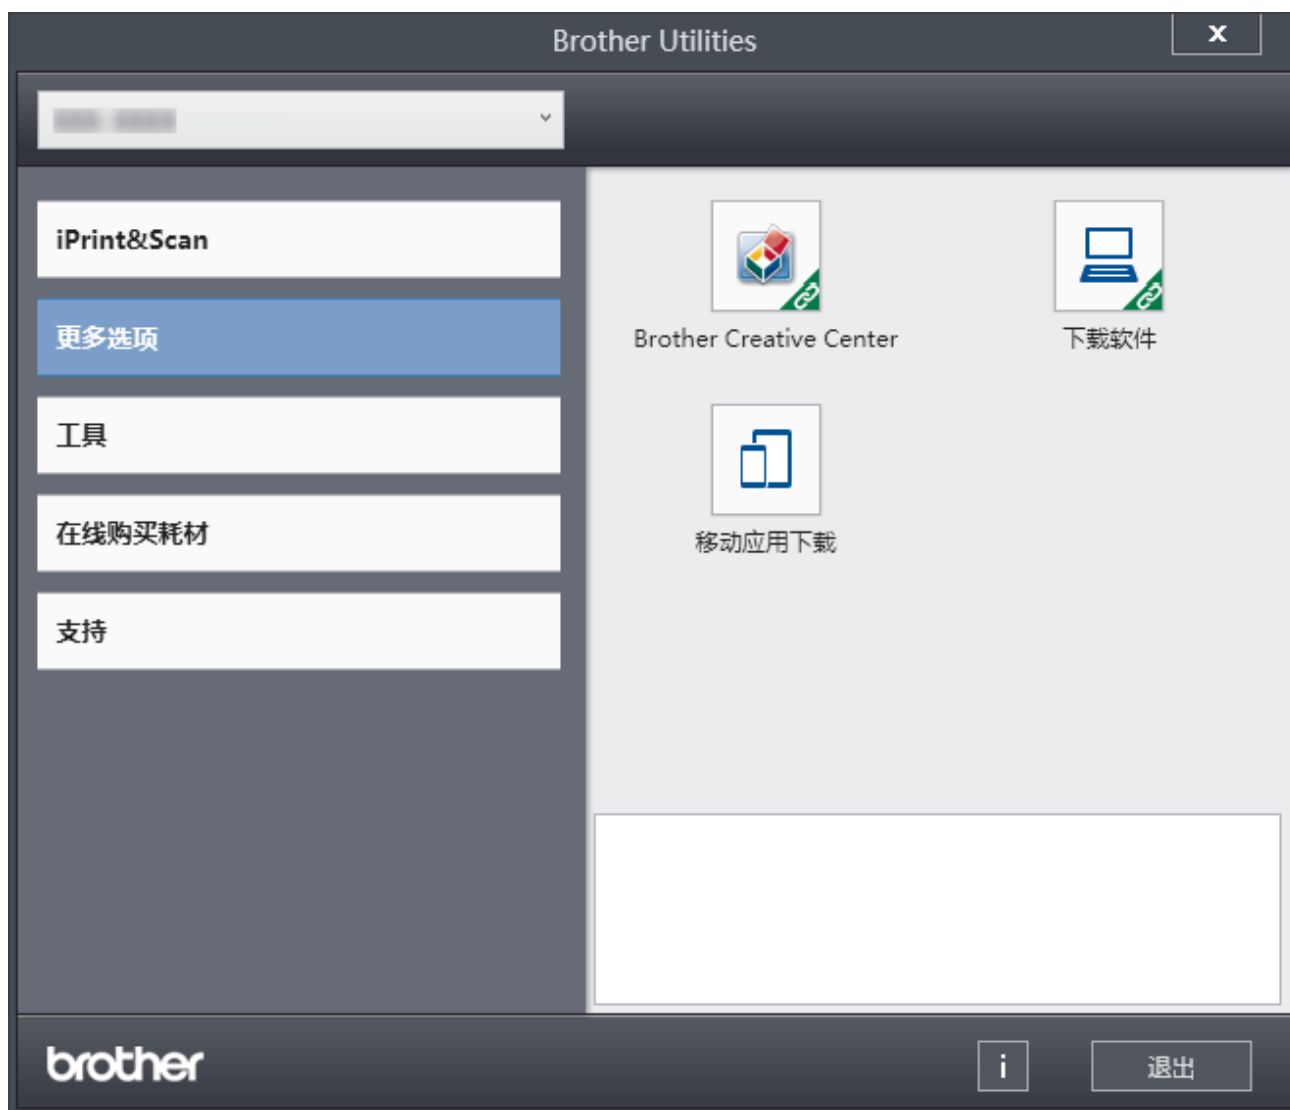 Brother Utilities
x
iPrint&Scan
更多选项
工具
在线购买耗材
支持
Brother Creative Center
下载软件
移动应用下载
brother
i
退出